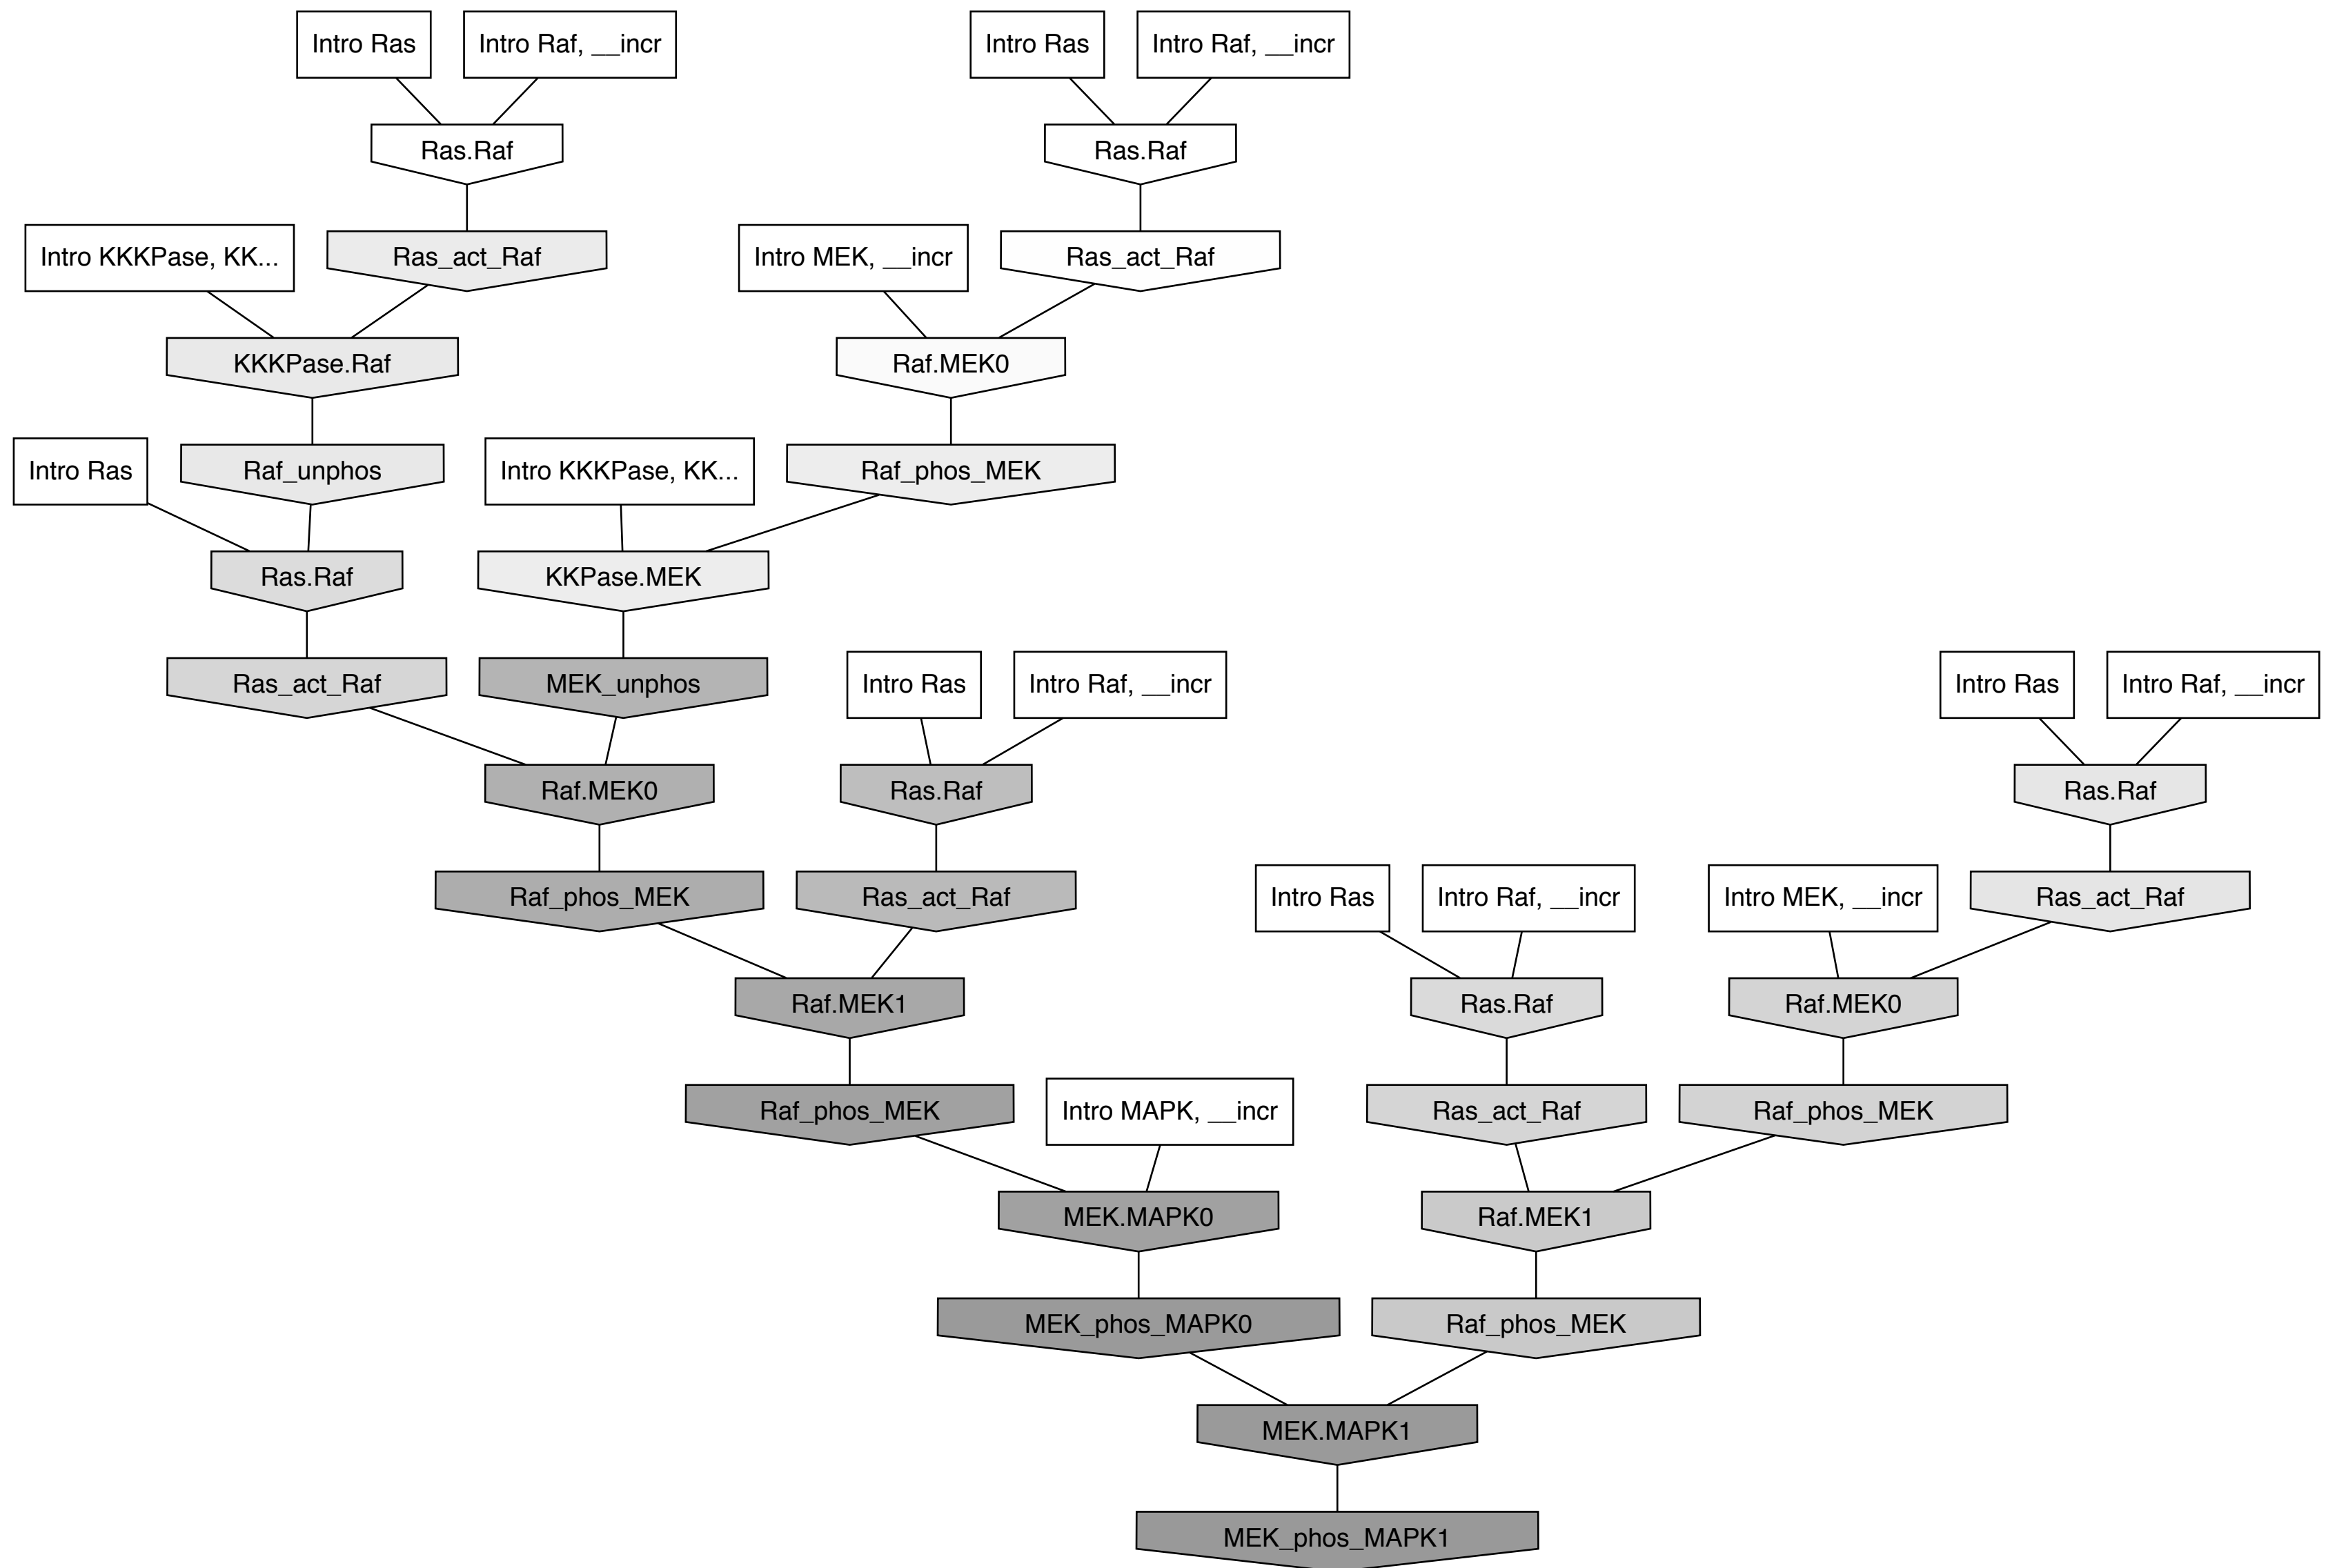 Intro Ras
Intro Raf, __incr
Intro Ras
Intro Raf, __incr
Ras.Raf
Ras.Raf
Intro KKKPase, KK...
Ras_act_Raf
Intro MEK, __incr
Ras_act_Raf
KKKPase.Raf
Raf.MEK0
Intro Ras
Raf_unphos
Intro KKKPase, KK...
Raf_phos_MEK
Ras.Raf
KKPase.MEK
Ras_act_Raf
MEK_unphos
Intro Ras
Intro Raf, __incr
Intro Ras
Intro Raf, __incr
Raf.MEK0
Ras.Raf
Ras.Raf
Raf_phos_MEK
Ras_act_Raf
Intro Ras
Intro Raf, __incr
Intro MEK, __incr
Ras_act_Raf
Raf.MEK1
Ras.Raf
Raf.MEK0
Raf_phos_MEK
Intro MAPK, __incr
Ras_act_Raf
Raf_phos_MEK
MEK.MAPK0
Raf.MEK1
MEK_phos_MAPK0
Raf_phos_MEK
MEK.MAPK1
MEK_phos_MAPK1